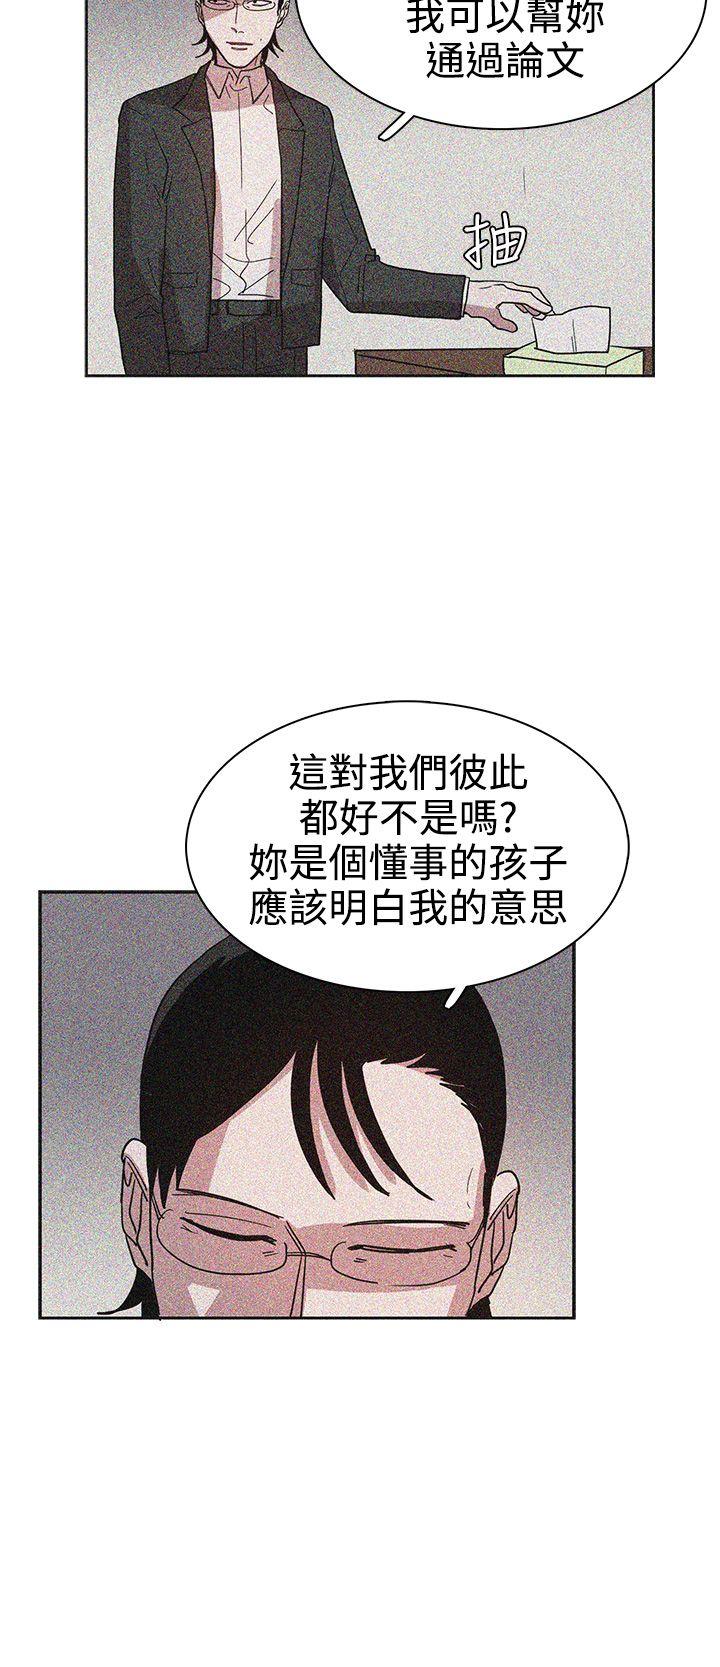 我可以幫妳
通過論文
抽
這對我們彼此
都好不是嗎?
妳是個懂事的孩子
應該明白我的意思